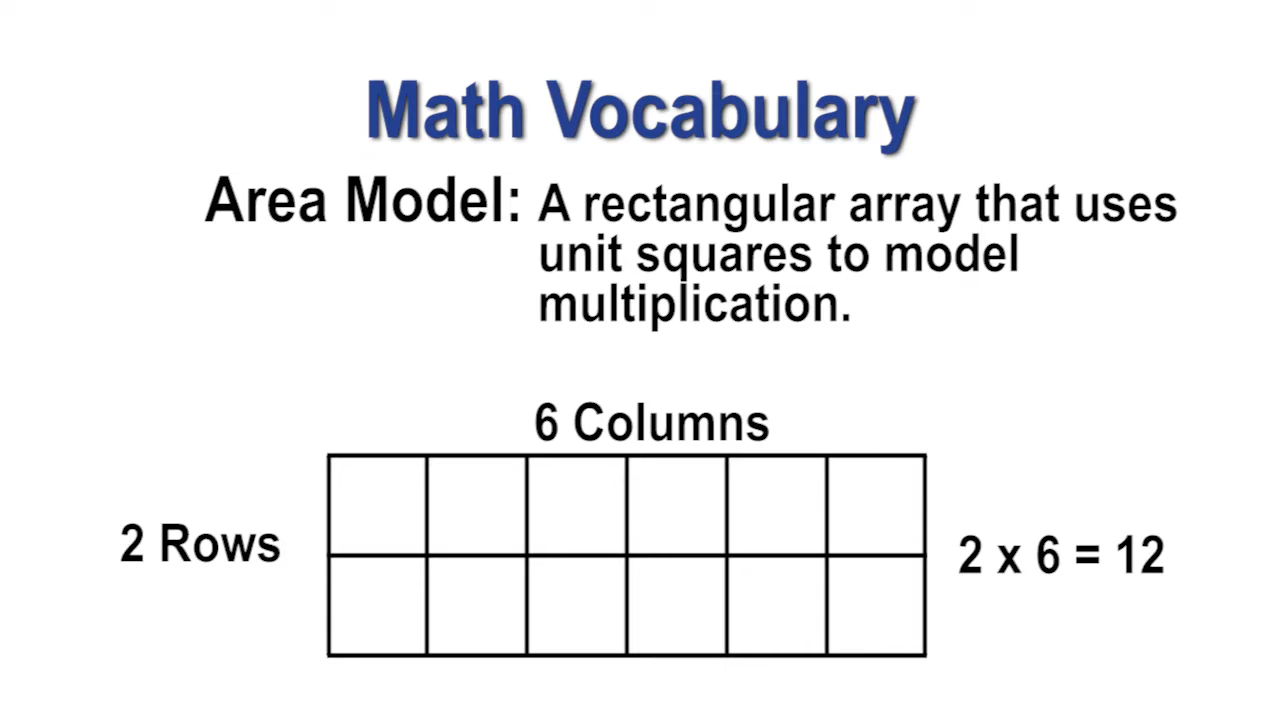 Math Vocabulary
Area Model: A rectangular array that uses
unit squares to model
multiplication.
6 Columns
2 Rows
2 x 6 = 12